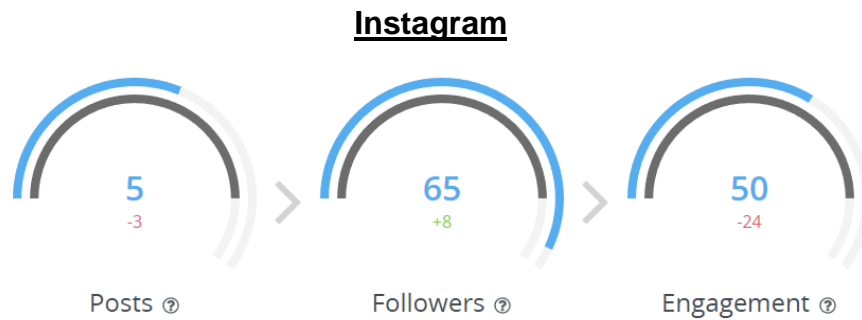 Instagram
5
-3
Posts ?
65
+8
Followers ?
50
-24
Engagement ?